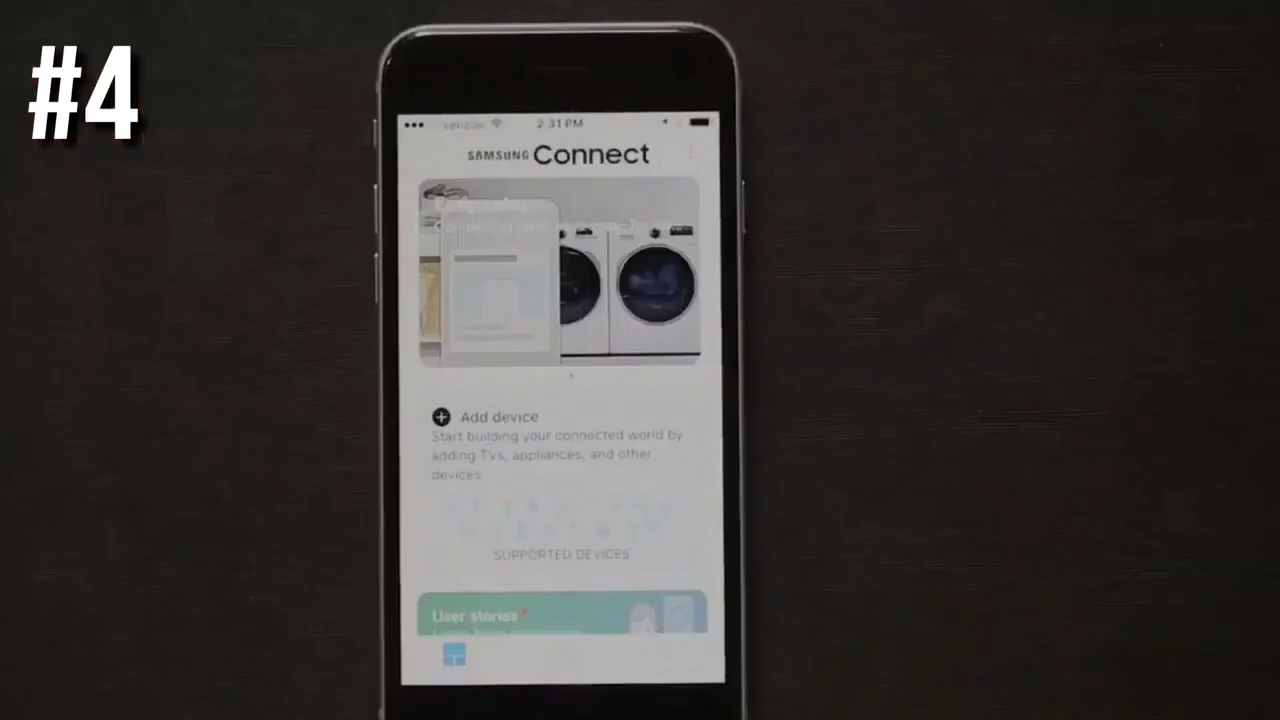 #4
verizon
2:31 PM
SAMSUNG Connect
Add device
Start building your connected world by
adding TVs, appliances, and other
devices
SUPPORTED DEVICES
User stories